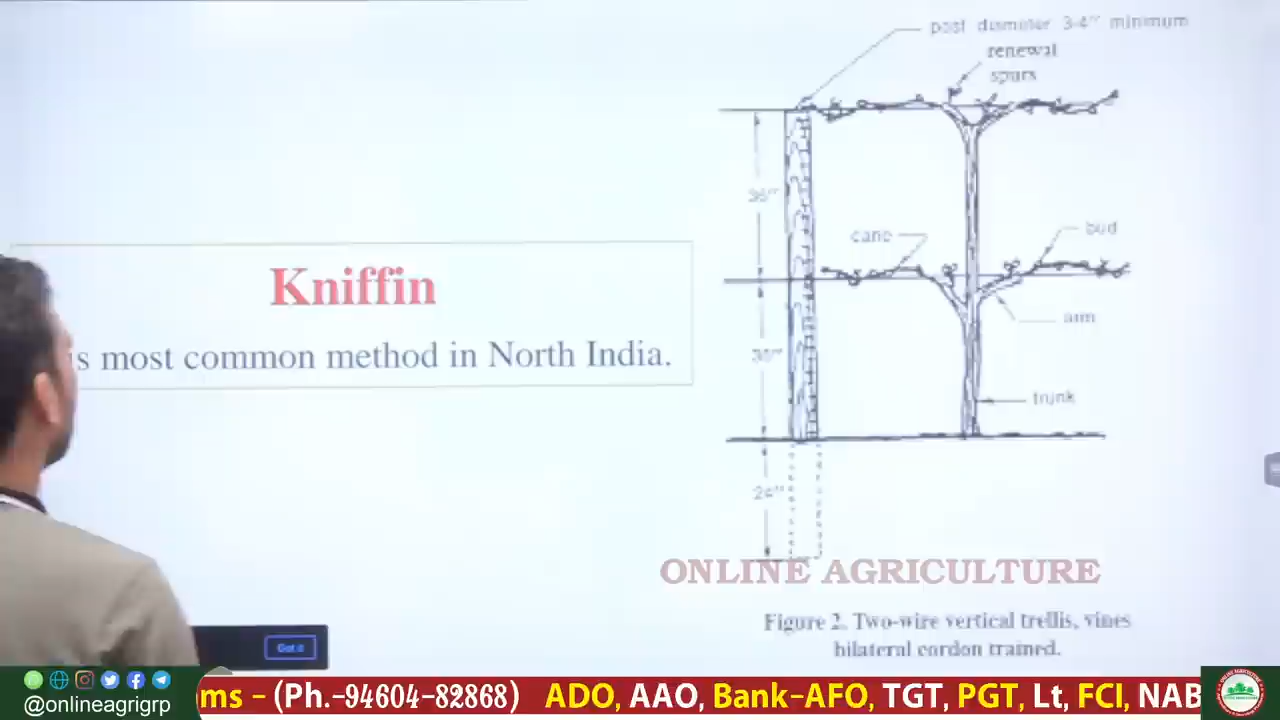 post diameter 3-4" minimum
renewal
spurs
36"
cane
bud
Kniffin
is most common method in North India.
arm
trunk
24"
ONLINE AGRICULTURE
Figure 2. Two-wire vertical trellis, vines
bilateral cordon trained.
Got it
@onlineagrigrp
ms - (Ph.-94604-82868) ADO, AAO, Bank-AFO, TGT, PGT, Lt, FCI, NAB